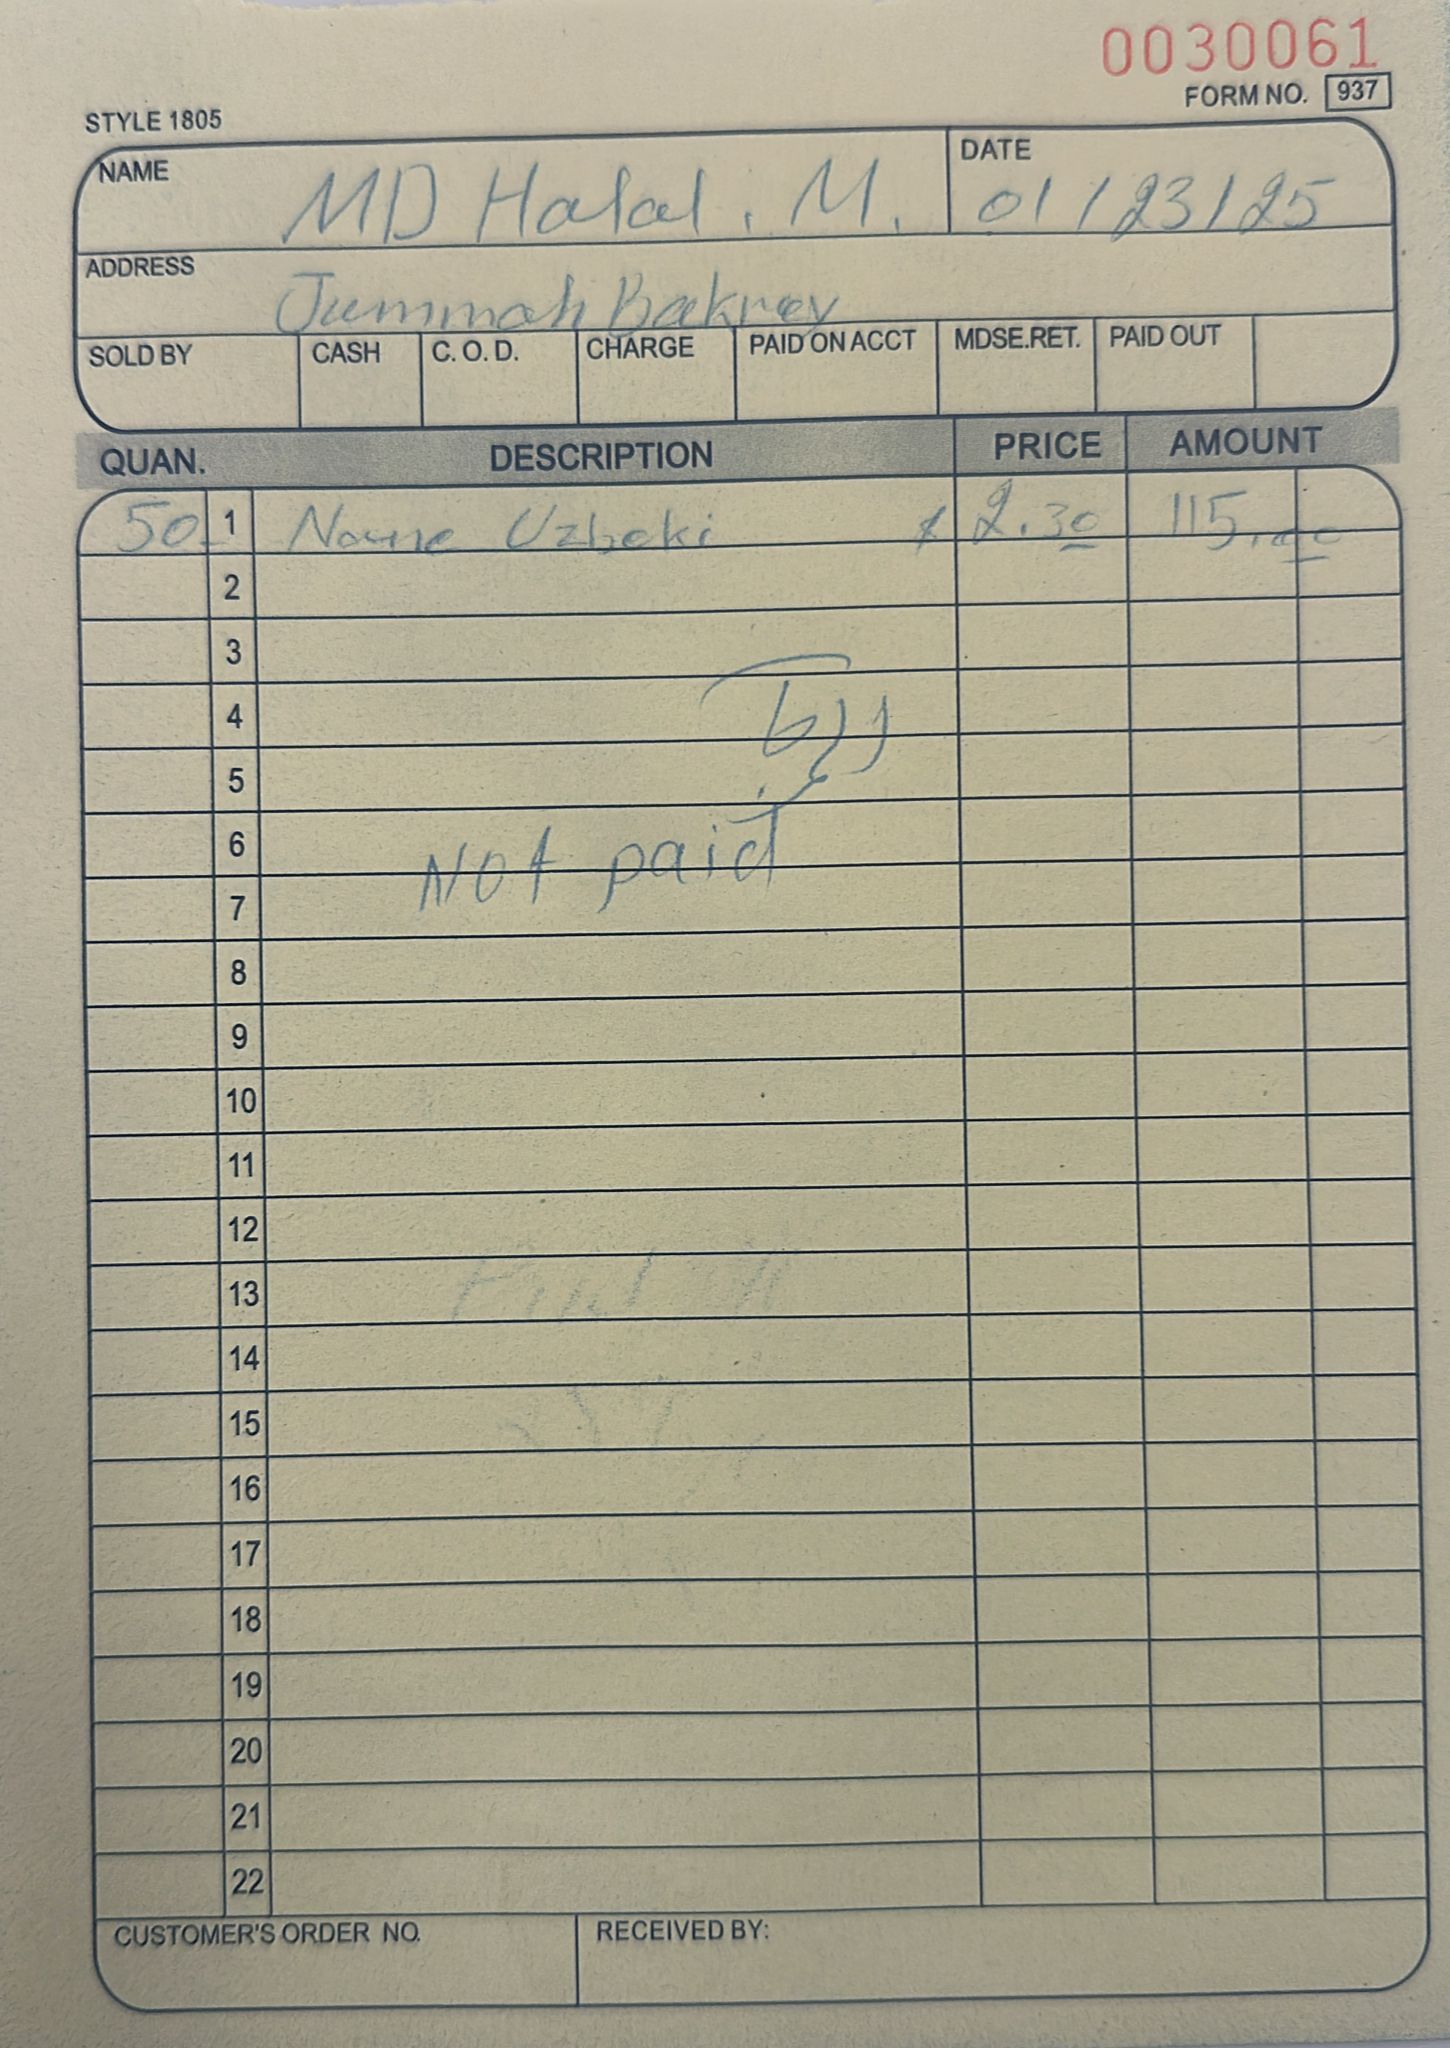 0030061
FORM NO. 937
STYLE 1805
NAME MD Halal. M. DATE 01/23/25
ADDRESS Jummah Bakrey
SOLD BY CASH C. O. D. CHARGE PAID ON ACCT MDSE.RET. PAID OUT
QUAN. DESCRIPTION PRICE AMOUNT
50 1 Nane Uzbeki $ 2.30 115.00
2
3
4
5
6
Not paid
7
8
9
10
11
12
13
14
15
16
17
18
19
20
21
22
CUSTOMER'S ORDER NO. RECEIVED BY: